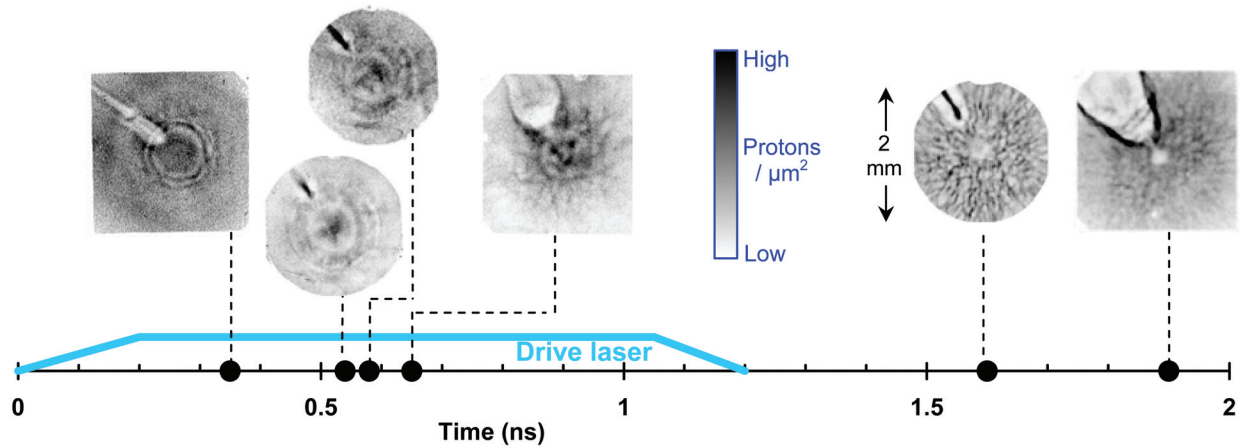 High
Protons
/ µm²
Low
2
mm
Drive laser
0
0.5
1
1.5
2
Time (ns)